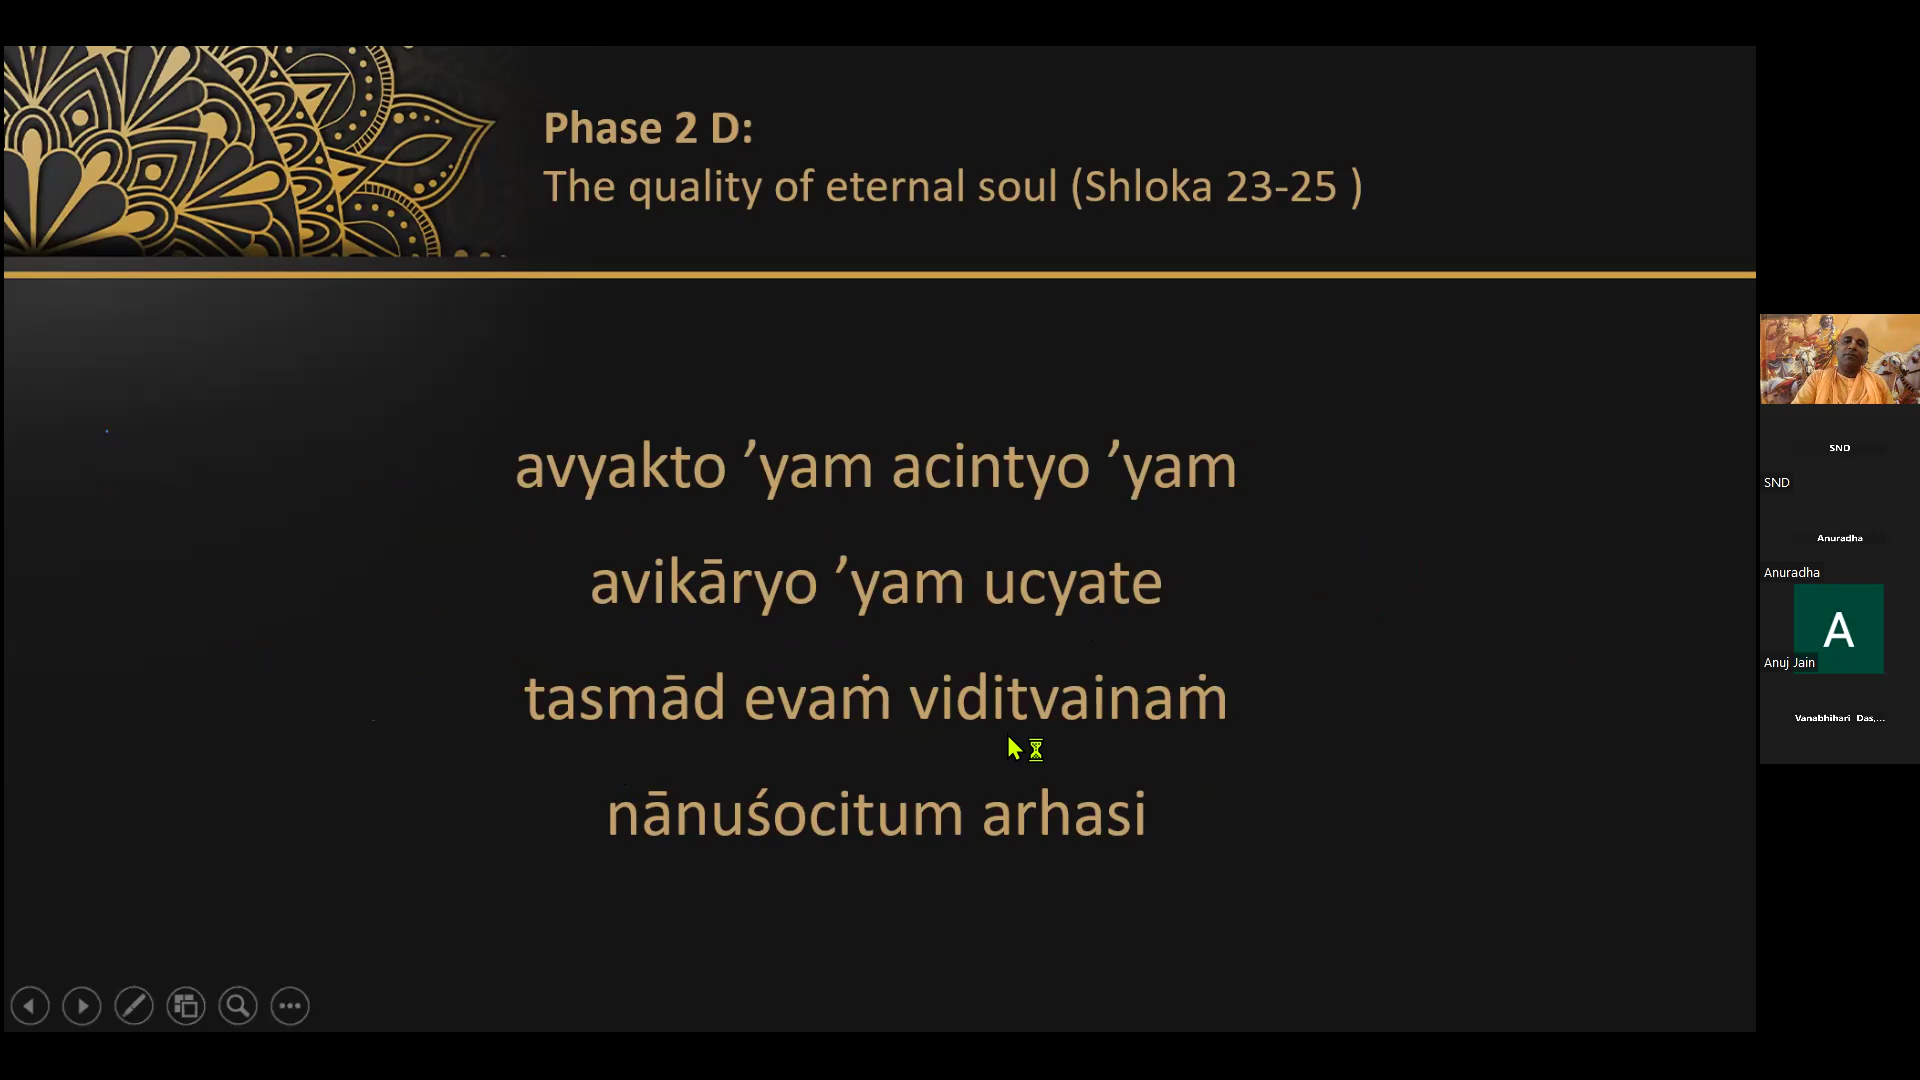 Phase 2 D:
The quality of eternal soul (Shloka 23-25 )
avyakto ’yam acintyo ’yam
avikāryo ’yam ucyate
tasmād evaṁ viditvainaṁ
nānuśocitum arhasi
SND
SND
Anuradha
Anuradha
A
Anuj Jain
Vanabhihari Das,...